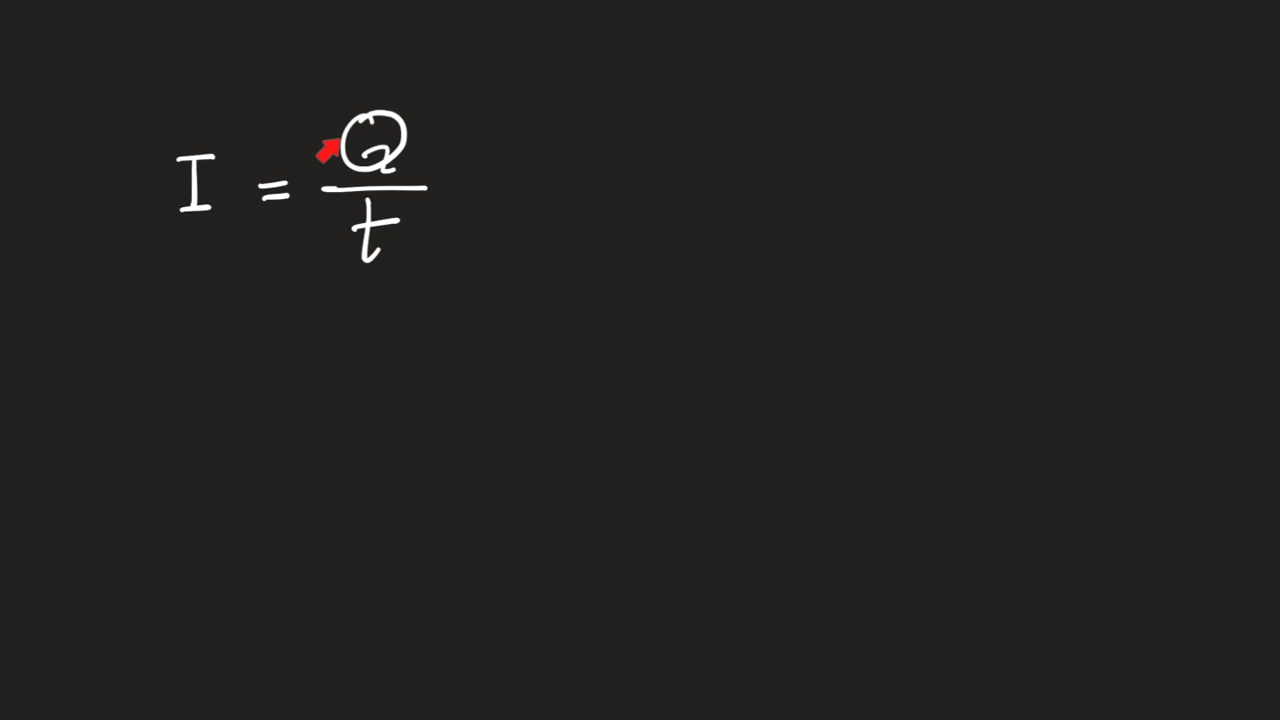 I = Q/t